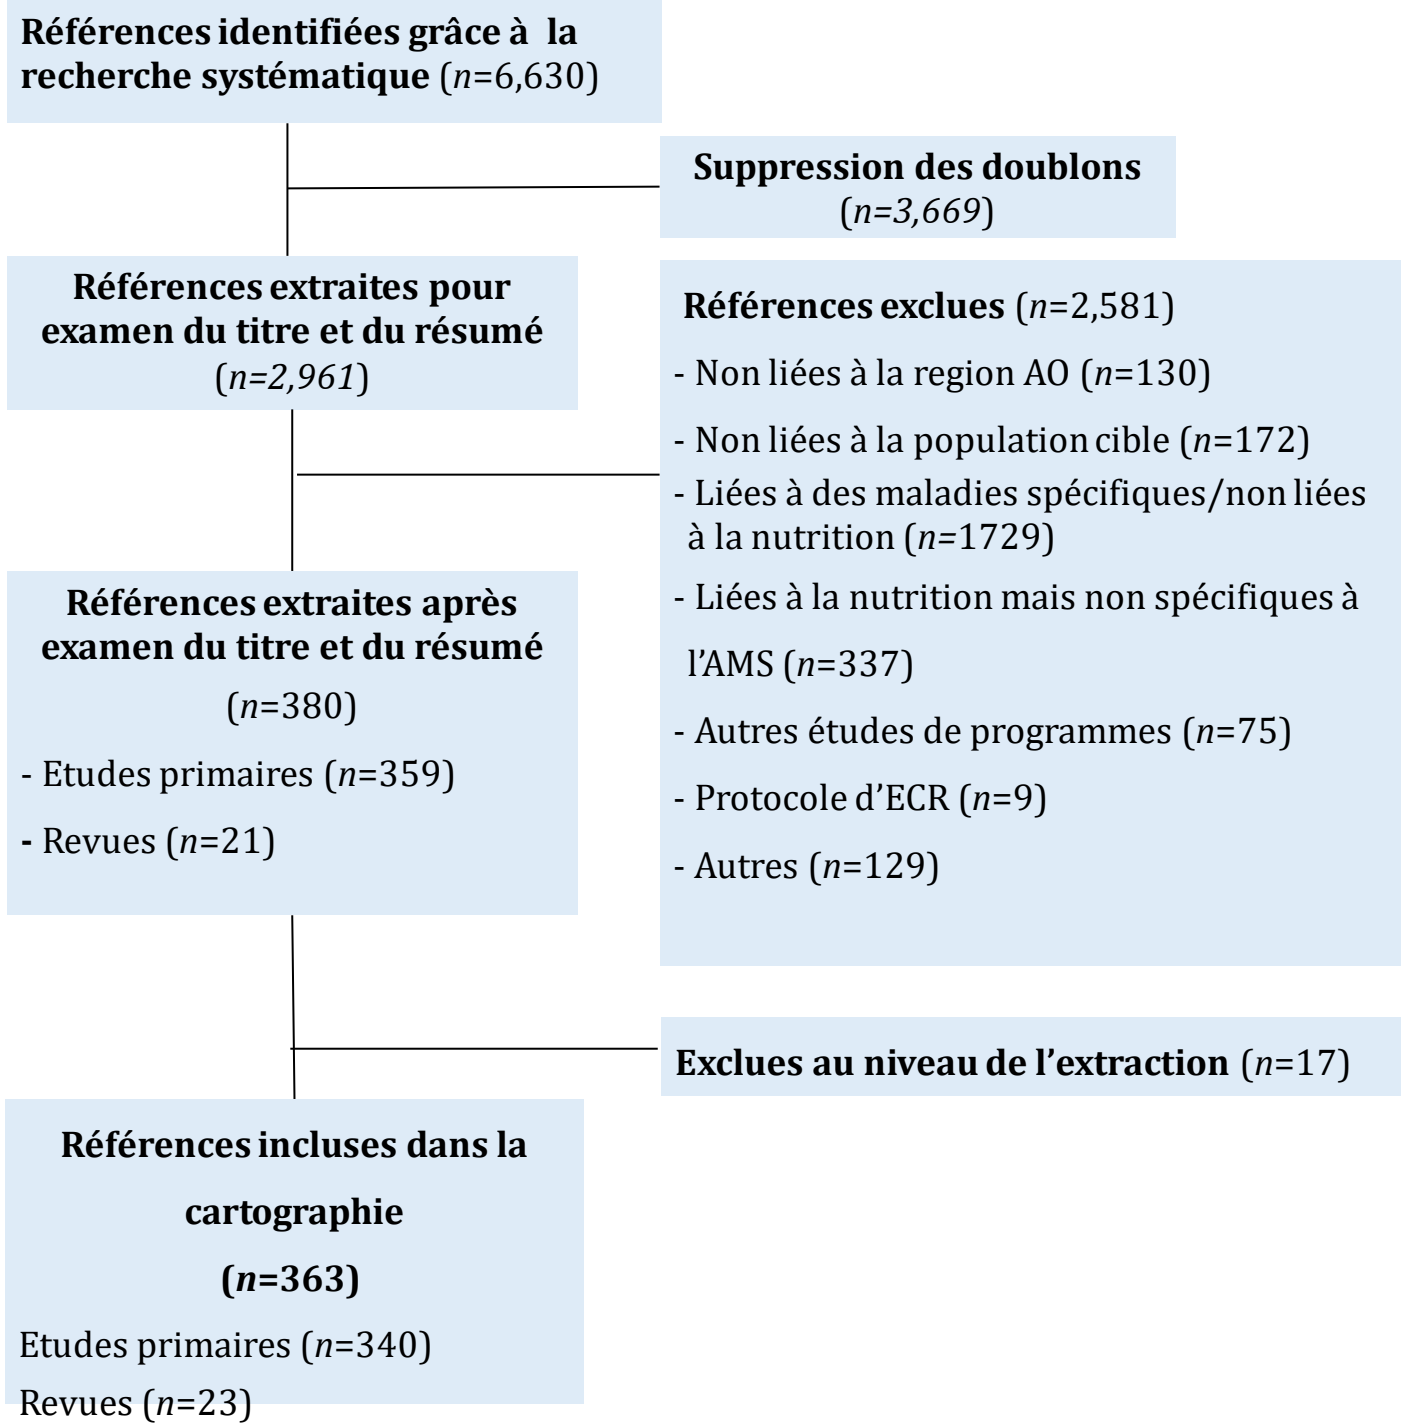 Références identifiées grâce à la
recherche systématique (n=6,630)
Suppression des doublons
(n=3,669)
Références extraites pour
examen du titre et du résumé
(n=2,961)
Références exclues (n=2,581)
- Non liées à la region AO (n=130)
- Non liées à la population cible (n=172)
- Liées à des maladies spécifiques/non liées
à la nutrition (n=1729)
- Liées à la nutrition mais non spécifiques à
l’AMS (n=337)
- Autres études de programmes (n=75)
- Protocole d’ECR (n=9)
- Autres (n=129)
Références extraites après
examen du titre et du résumé
(n=380)
- Etudes primaires (n=359)
- Revues (n=21)
Exclues au niveau de l’extraction (n=17)
Références incluses dans la
cartographie
(n=363)
Etudes primaires (n=340)
Revues (n=23)